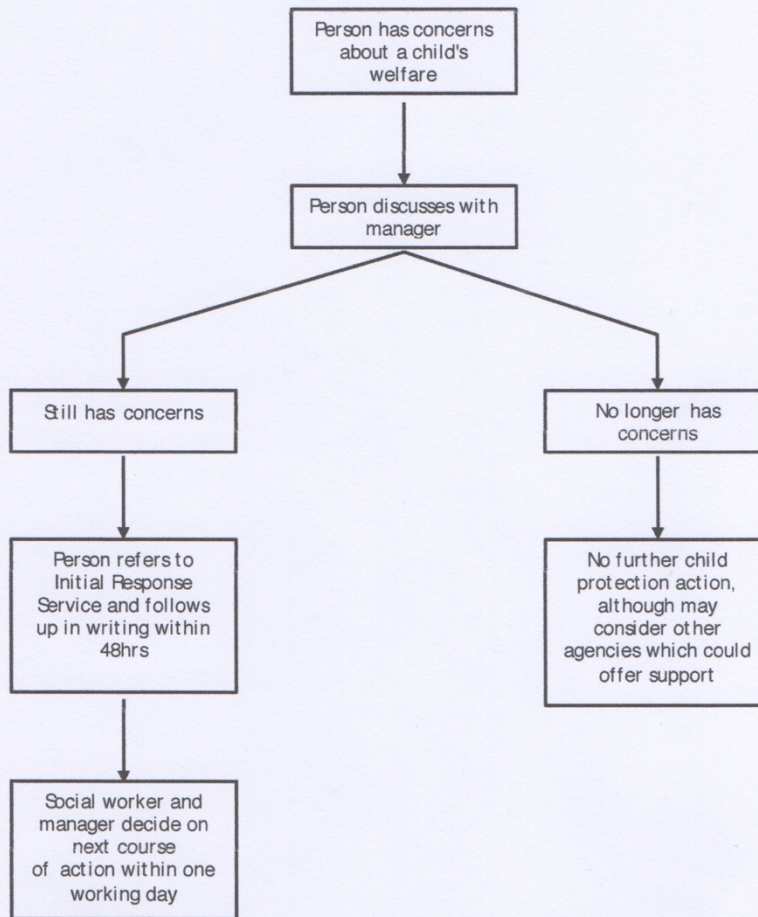 Person has concerns
about a child's
welfare
Person discusses with
manager
Still has concerns
No longer has
concerns
Person refers to
Initial Response
Service and follows
up in writing within
48hrs
No further child
protection action,
although may
consider other
agencies which could
offer support
Social worker and
manager decide on
next course
of action within one
working day